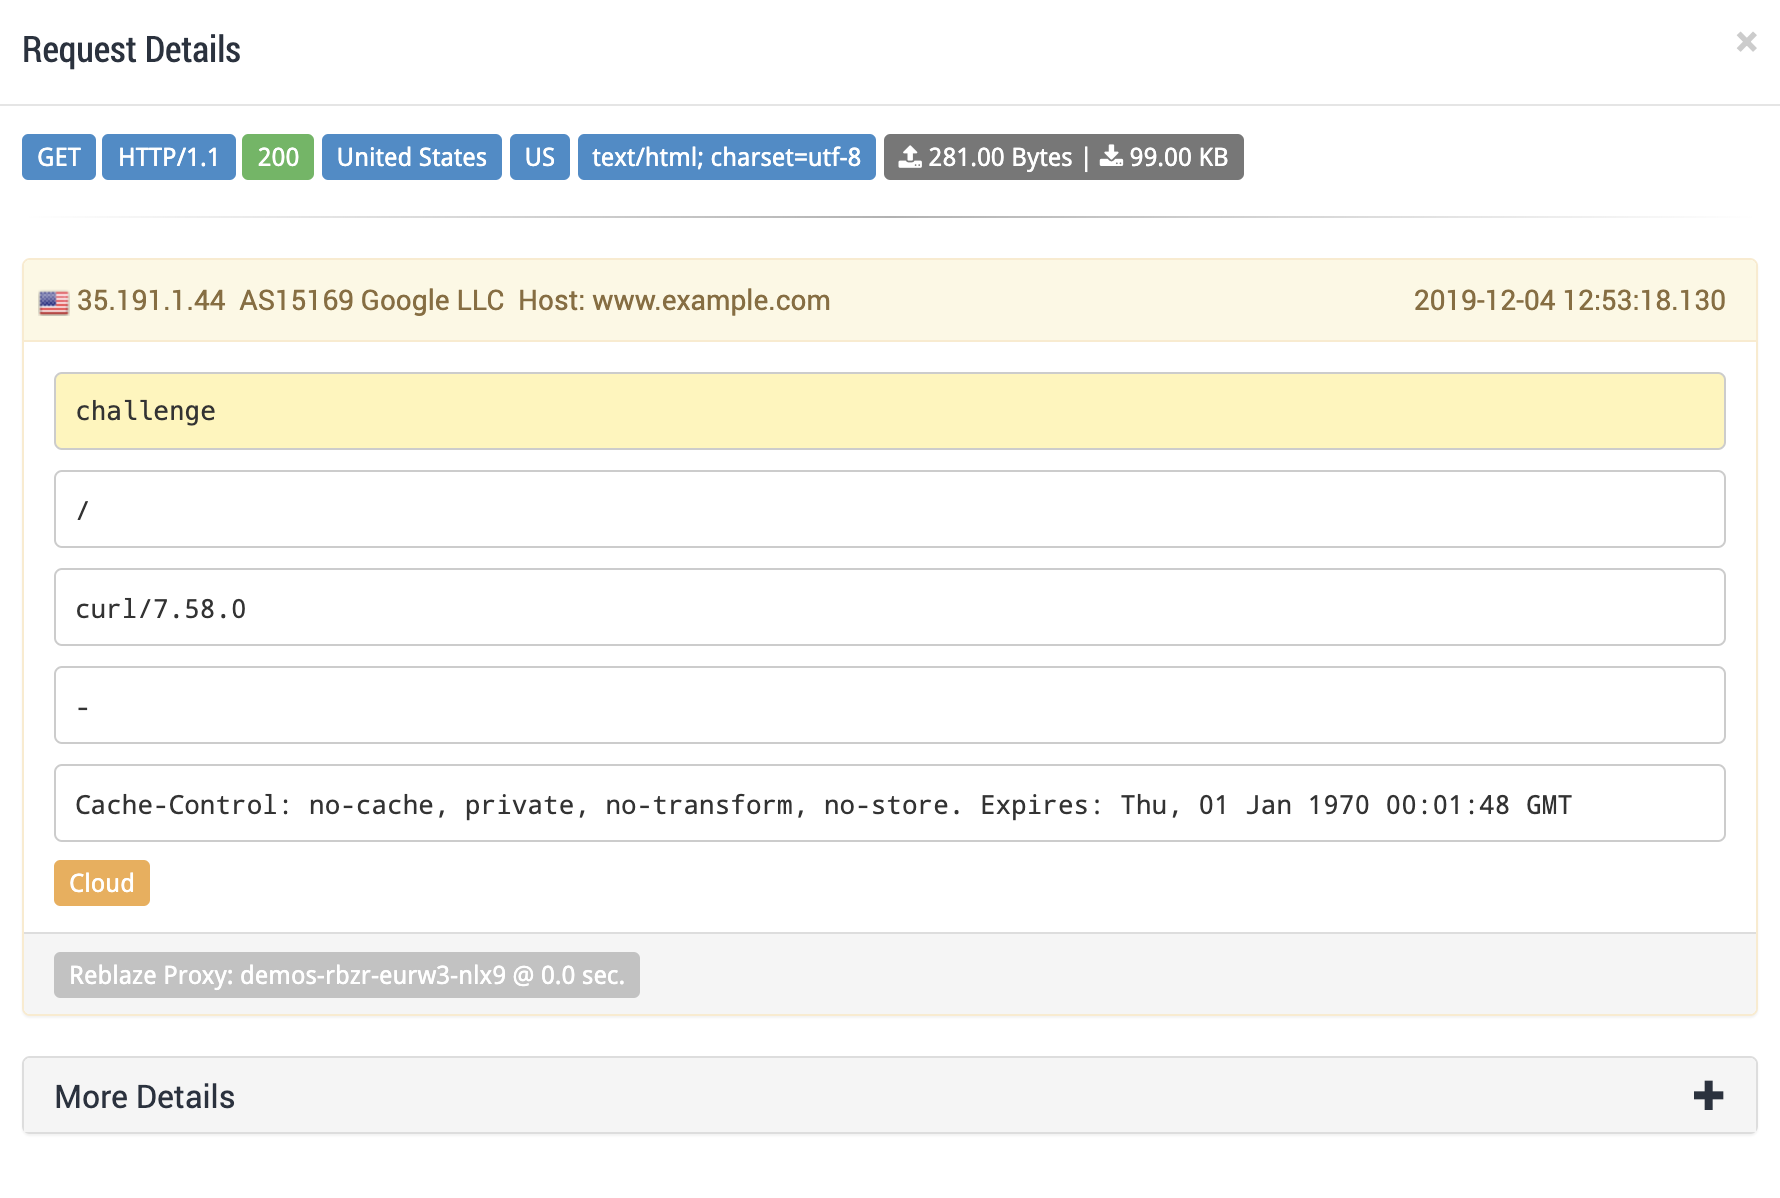 Request Details
GET HTTP/1.1 200 United States US text/html; charset=utf-8 281.00 Bytes | 99.00 KB
35.191.1.44 AS15169 Google LLC Host: www.example.com 2019-12-04 12:53:18.130
challenge
/
curl/7.58.0
-
Cache-Control: no-cache, private, no-transform, no-store. Expires: Thu, 01 Jan 1970 00:01:48 GMT
Cloud
Reblaze Proxy: demos-rbzr-eurw3-nlx9 @ 0.0 sec.
More Details